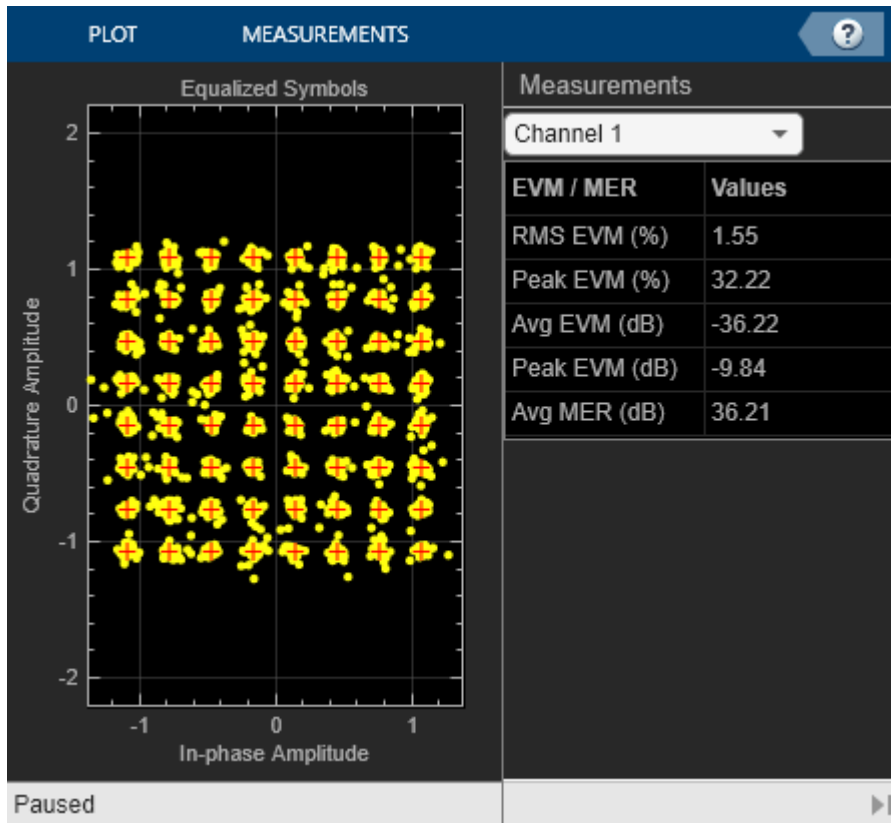 PLOT MEASUREMENTS ?
Equalized Symbols
2
1
0
-1
-2
Quadrature Amplitude
-1 0 1
In-phase Amplitude
Measurements
Channel 1
EVM / MER Values
RMS EVM (%) 1.55
Peak EVM (%) 32.22
Avg EVM (dB) -36.22
Peak EVM (dB) -9.84
Avg MER (dB) 36.21
Paused